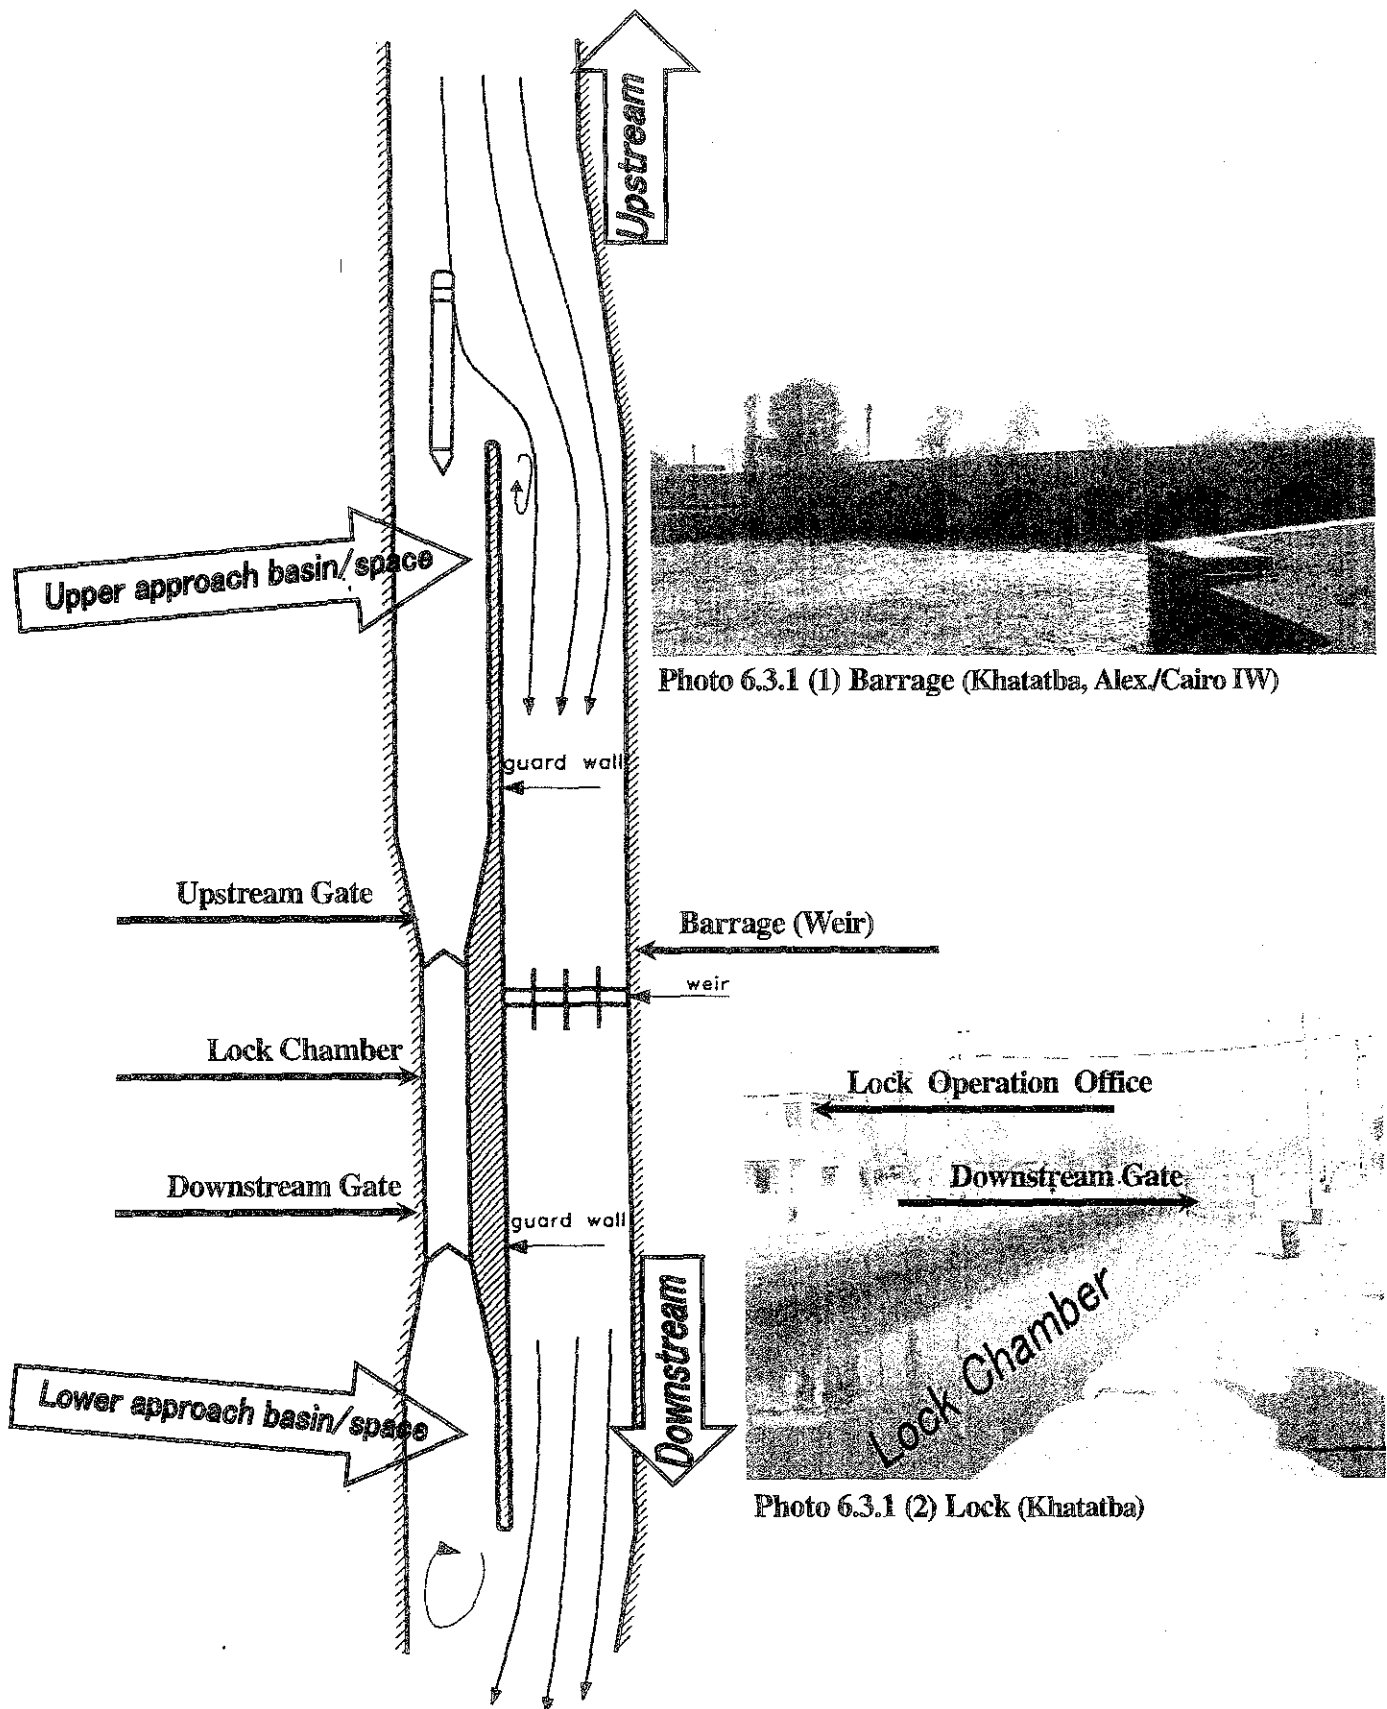 Upstream
Upper approach basin/space
Photo 6.3.1 (1) Barrage (Khatatba, Alex./Cairo IW)
guard wall
Upstream Gate
Barrage (Weir)
weir
Lock Chamber
Lock Operation Office
Downstream Gate
Downstream Gate
guard wall
Lock Chamber
Downstream
Lower approach basin/space
Photo 6.3.1 (2) Lock (Khatatba)